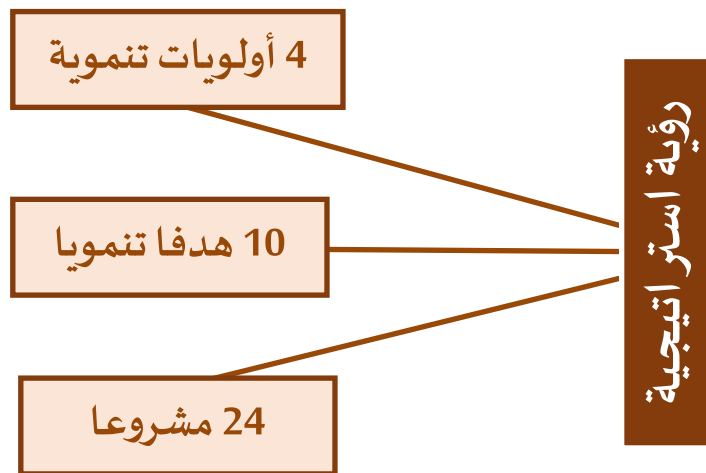 رؤية استراتيجية
4 أولويات تنموية
10 هدفا تنمويا
24 مشروعا